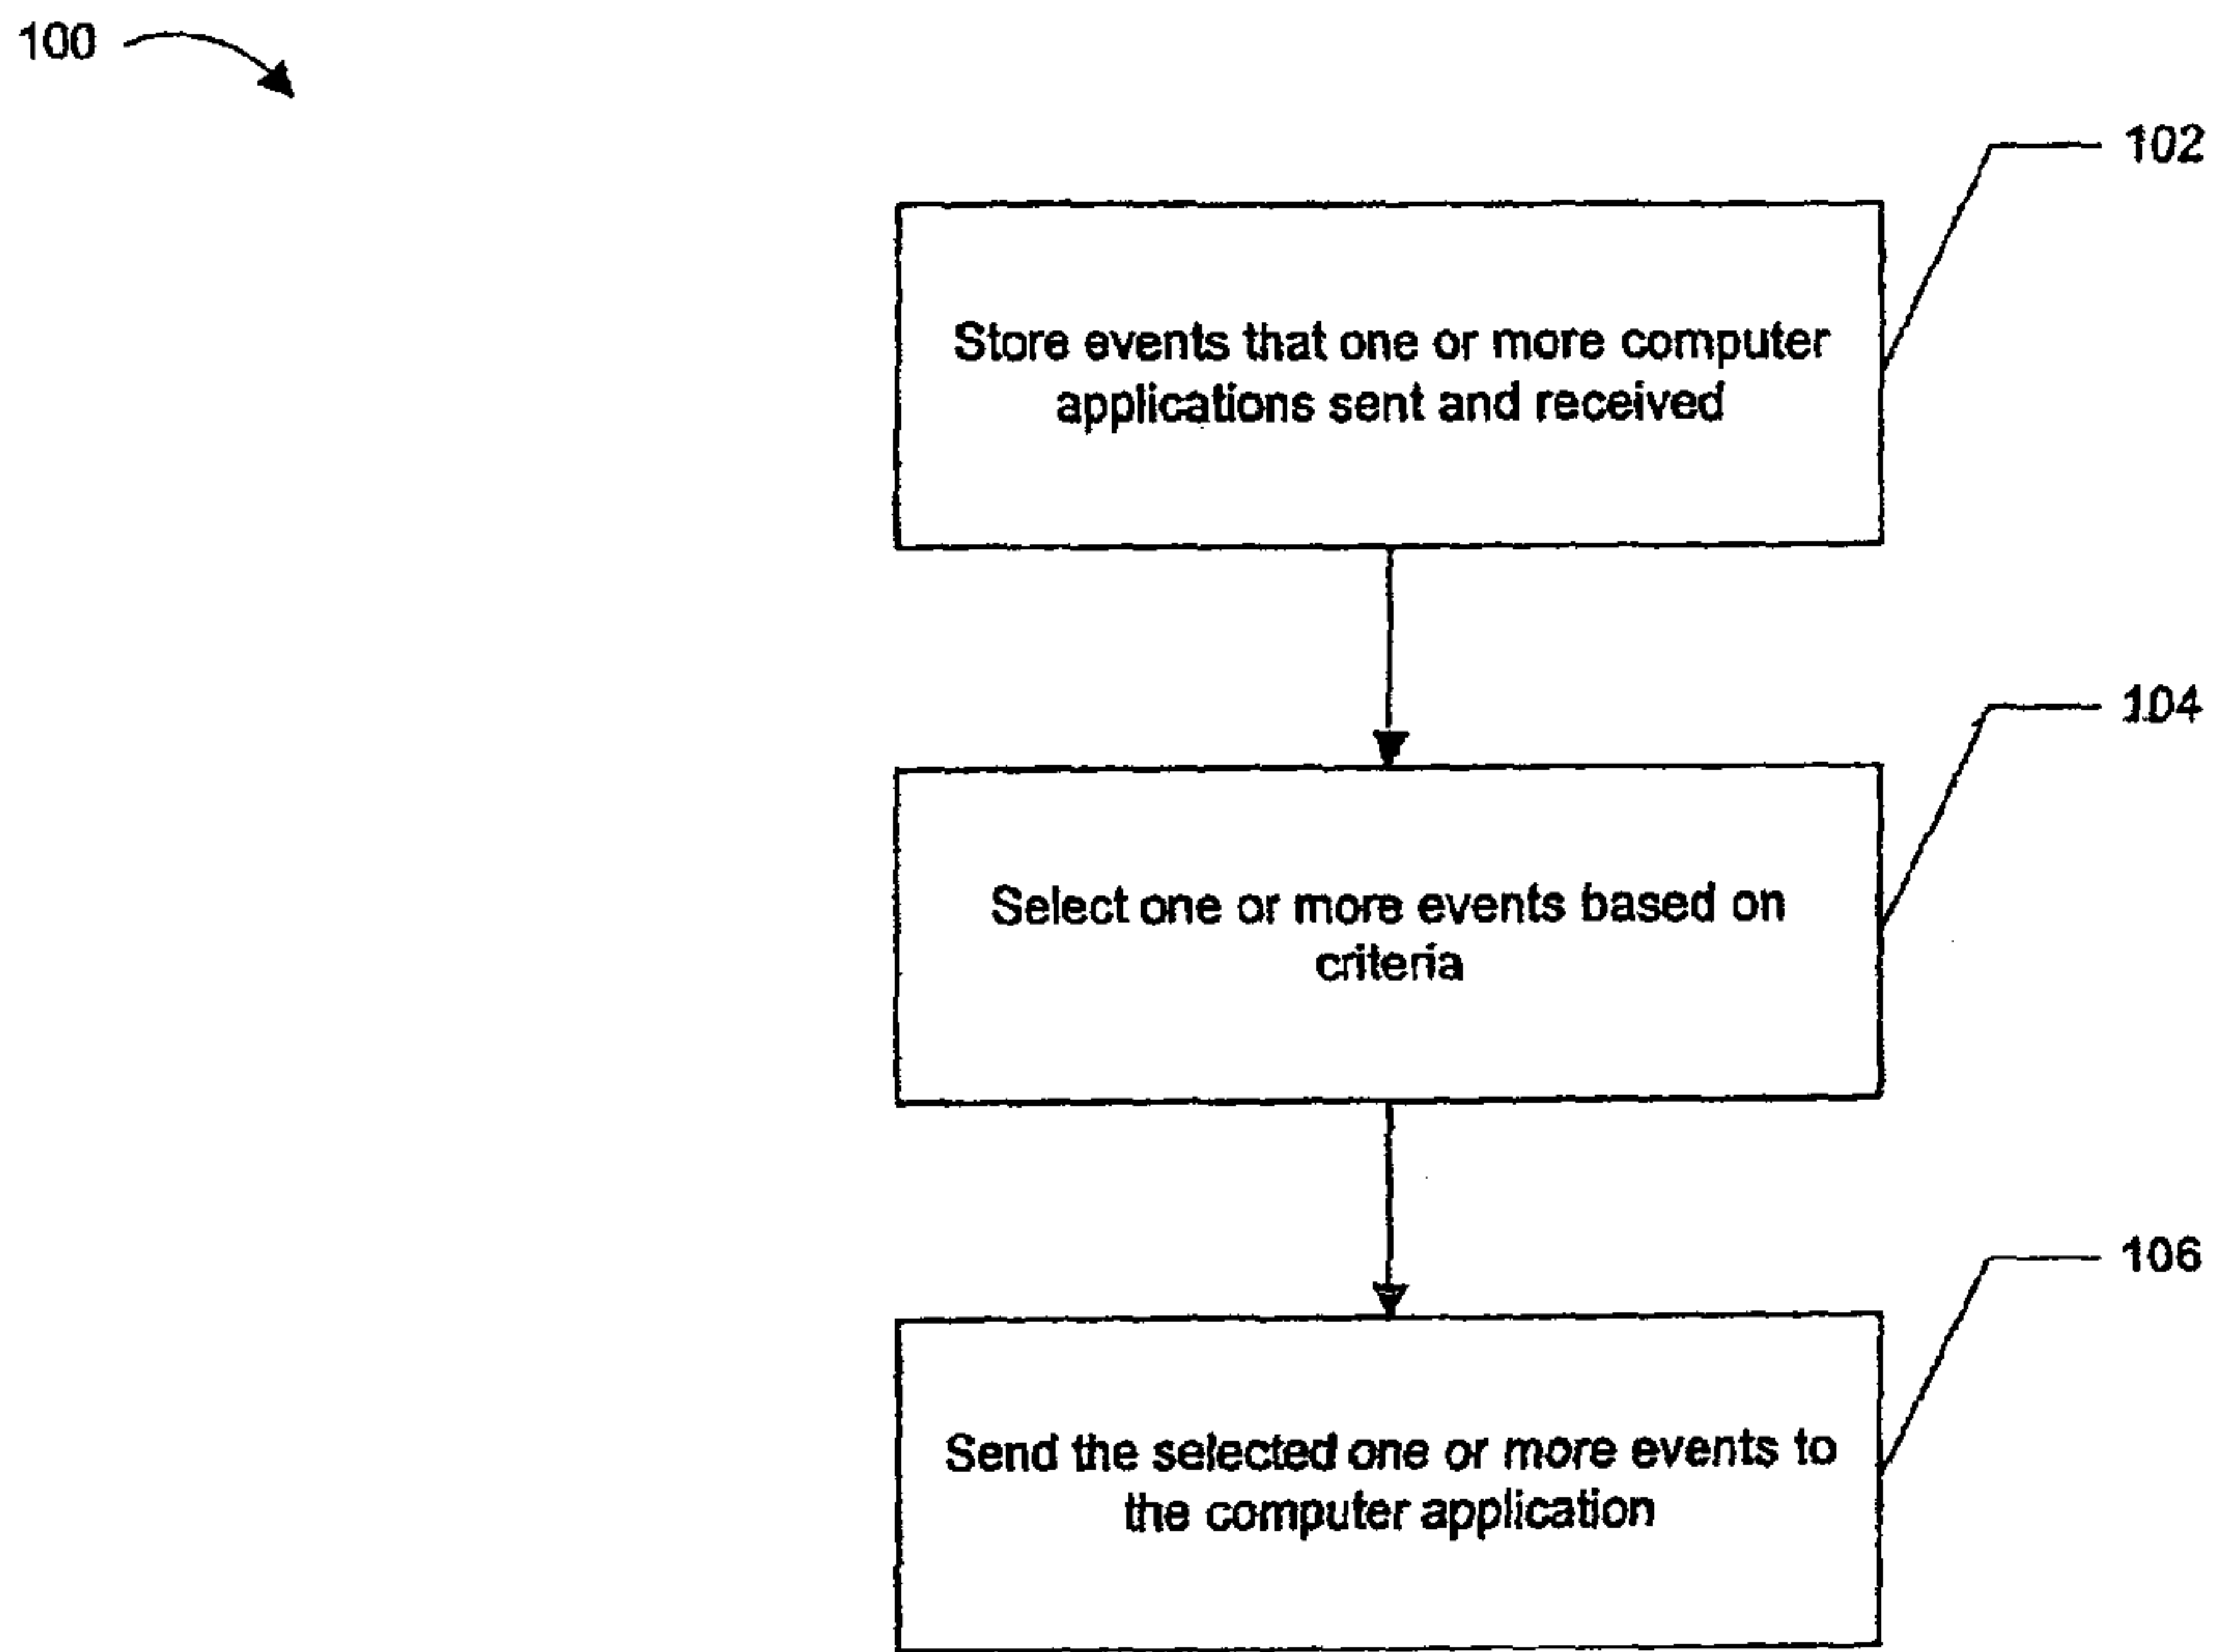 100
102
Store events that one or more computer
applications sent and received
104
Select one or more events based on
criteria
106
Send the selected one or more events to
the computer application